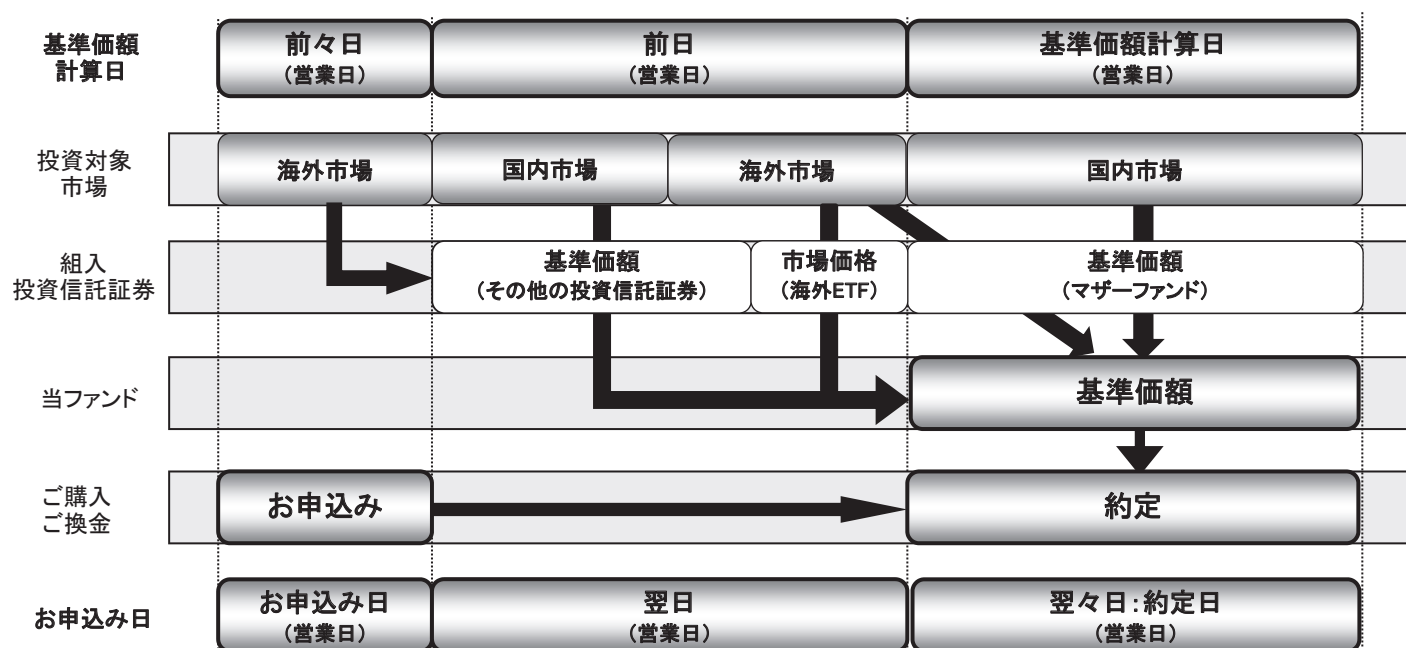 基準価額
計算日
前々日
（営業日）
前日
（営業日）
基準価額計算日
（営業日）
投資対象
市場
海外市場
国内市場
海外市場
国内市場
組入
投資信託証券
基準価額
（その他の投資信託証券）
市場価格
（海外ETF）
基準価額
（マザーファンド）
当ファンド
基準価額
ご購入
ご換金
お申込み
約定
お申込み日
お申込み日
（営業日）
翌日
（営業日）
翌々日：約定日
（営業日）